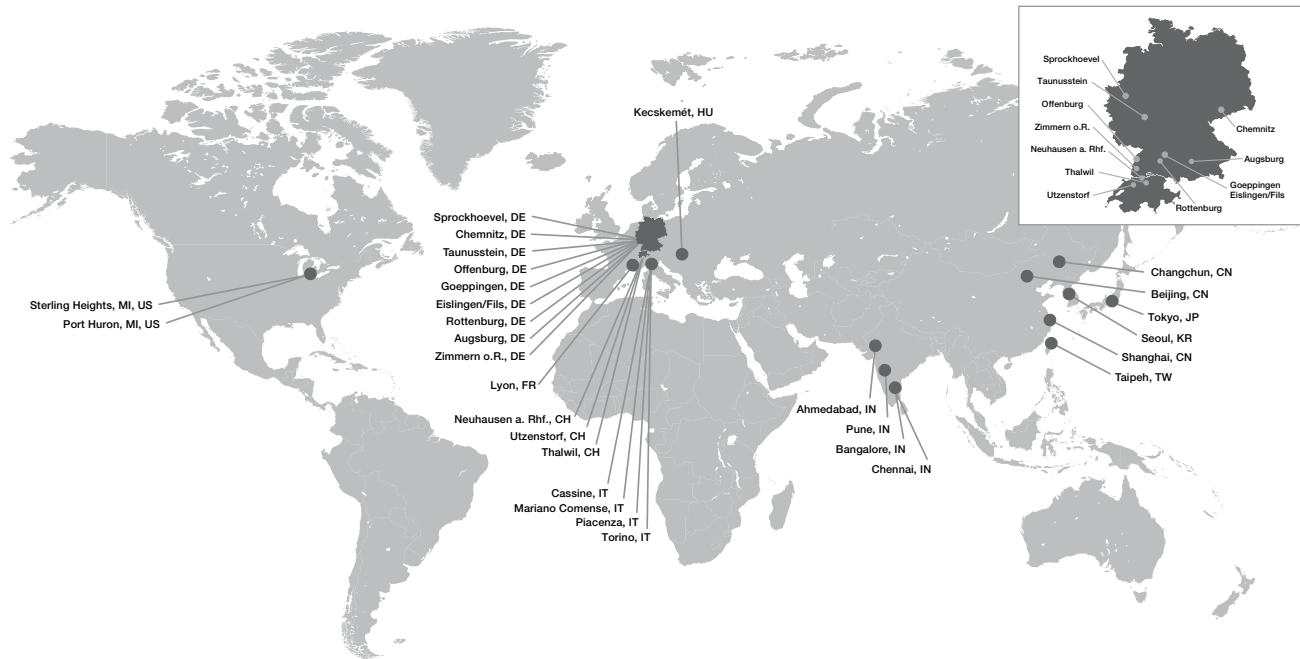 Kecskemét, HU
Sprockhoevel, DE
Chemnitz, DE
Taunusstein, DE
Offenburg, DE
Goeppingen, DE
Eislingen/Fils, DE
Rottenburg, DE
Augsburg, DE
Zimmern o.R., DE
Lyon, FR
Neuhausen a. Rhf., CH
Utzenstorf, CH
Thalwil, CH
Cassine, IT
Mariano Comense, IT
Piacenza, IT
Torino, IT
Sterling Heights, MI, US
Port Huron, MI, US
Ahmedabad, IN
Pune, IN
Bangalore, IN
Chennai, IN
Changchun, CN
Beijing, CN
Tokyo, JP
Seoul, KR
Shanghai, CN
Taipeh, TW
Sprockhoevel
Taunusstein
Offenburg
Zimmern o.R.
Neuhausen a. Rhf.
Thalwil
Utzenstorf
Chemnitz
Augsburg
Goeppingen
Eislingen/Fils
Rottenburg